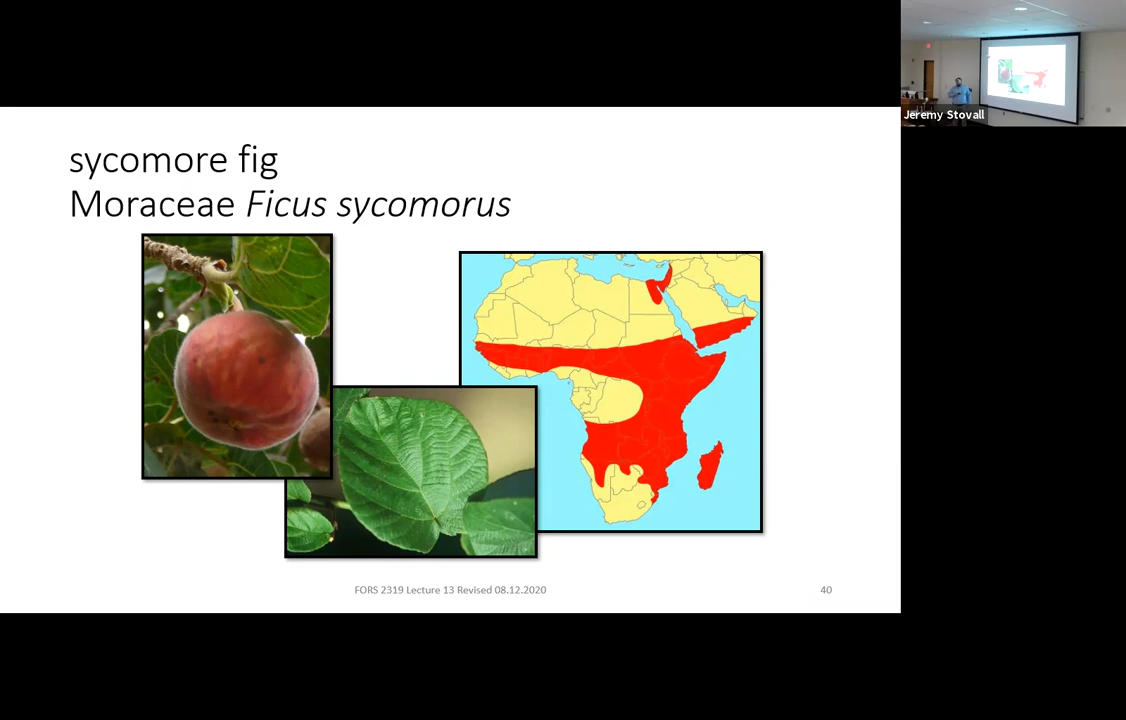 sycomore fig
Moraceae Ficus sycomorus
FORS 2319 Lecture 13 Revised 08.12.2020
40
Jeremy Stovall